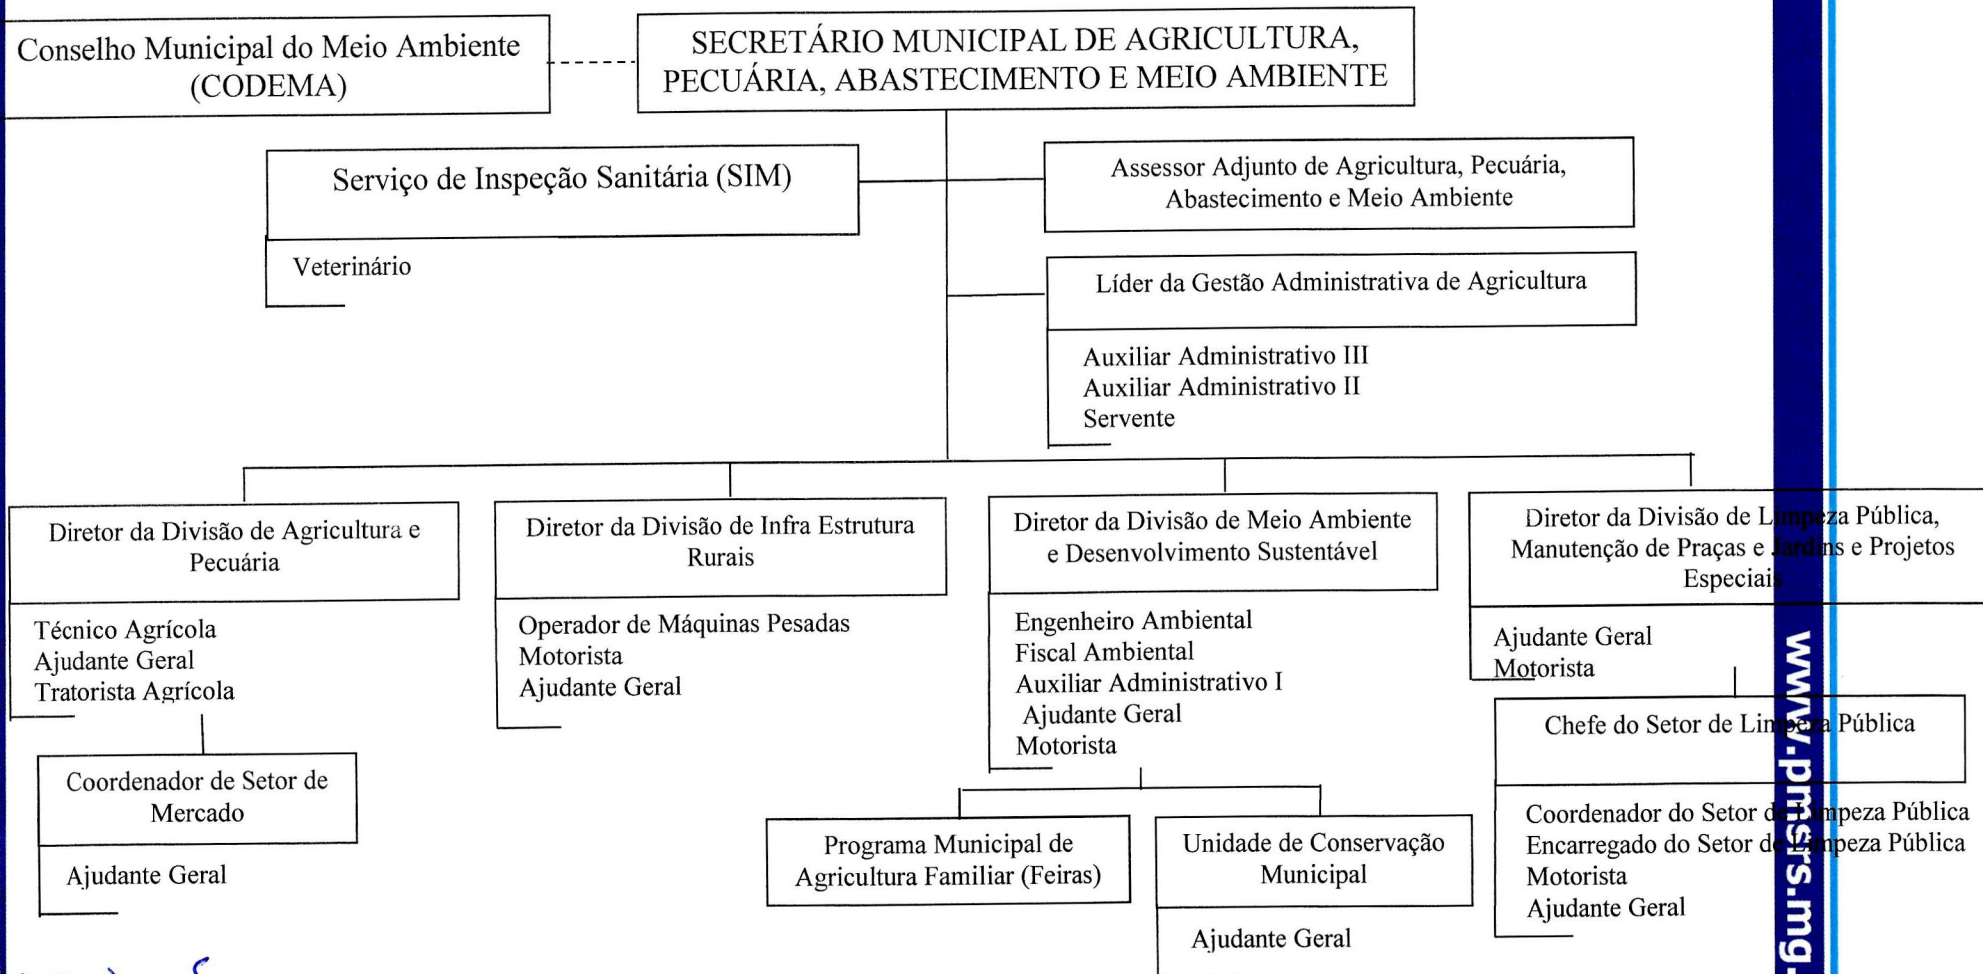 Conselho Municipal do Meio Ambiente
(CODEMA)
SECRETÁRIO MUNICIPAL DE AGRICULTURA,
PECUÁRIA, ABASTECIMENTO E MEIO AMBIENTE
Serviço de Inspeção Sanitária (SIM)
Veterinário
Assessor Adjunto de Agricultura, Pecuária,
Abastecimento e Meio Ambiente
Líder da Gestão Administrativa de Agricultura
Auxiliar Administrativo III
Auxiliar Administrativo II
Servente
Diretor da Divisão de Agricultura e
Pecuária
Técnico Agrícola
Ajudante Geral
Tratorista Agrícola
Coordenador de Setor de
Mercado
Ajudante Geral
Diretor da Divisão de Infra Estrutura
Rurais
Operador de Máquinas Pesadas
Motorista
Ajudante Geral
Diretor da Divisão de Meio Ambiente
e Desenvolvimento Sustentável
Engenheiro Ambiental
Fiscal Ambiental
Auxiliar Administrativo I
Ajudante Geral
Motorista
Programa Municipal de
Agricultura Familiar (Feiras)
Unidade de Conservação
Municipal
Ajudante Geral
Diretor da Divisão de Limpeza Pública,
Manutenção de Praças e Jardins e Projetos
Especiais
Ajudante Geral
Motorista
Chefe do Setor de Limpeza Pública
Coordenador do Setor de Limpeza Pública
Encarregado do Setor de Limpeza Pública
Motorista
Ajudante Geral
www.pmsrs.mg.